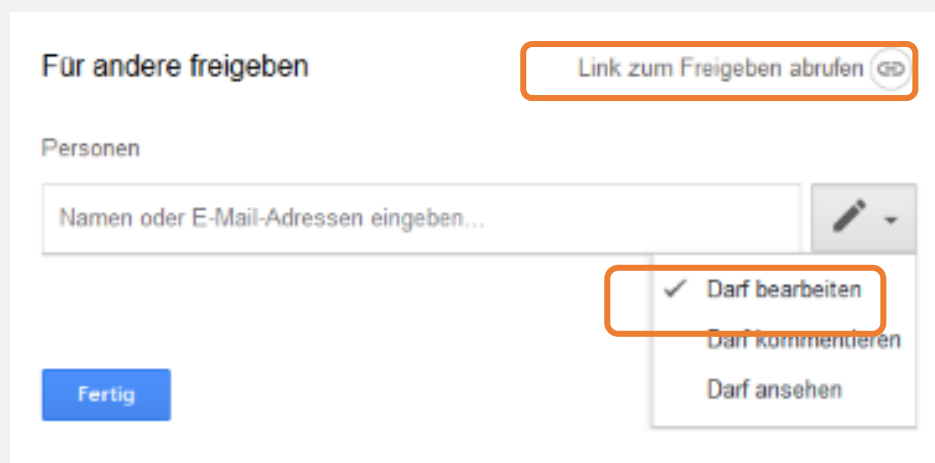 Für andere freigeben
Link zum Freigeben abrufen
Personen
Namen oder E-Mail-Adressen eingeben...
Darf bearbeiten
Darf kommentieren
Darf ansehen
Fertig